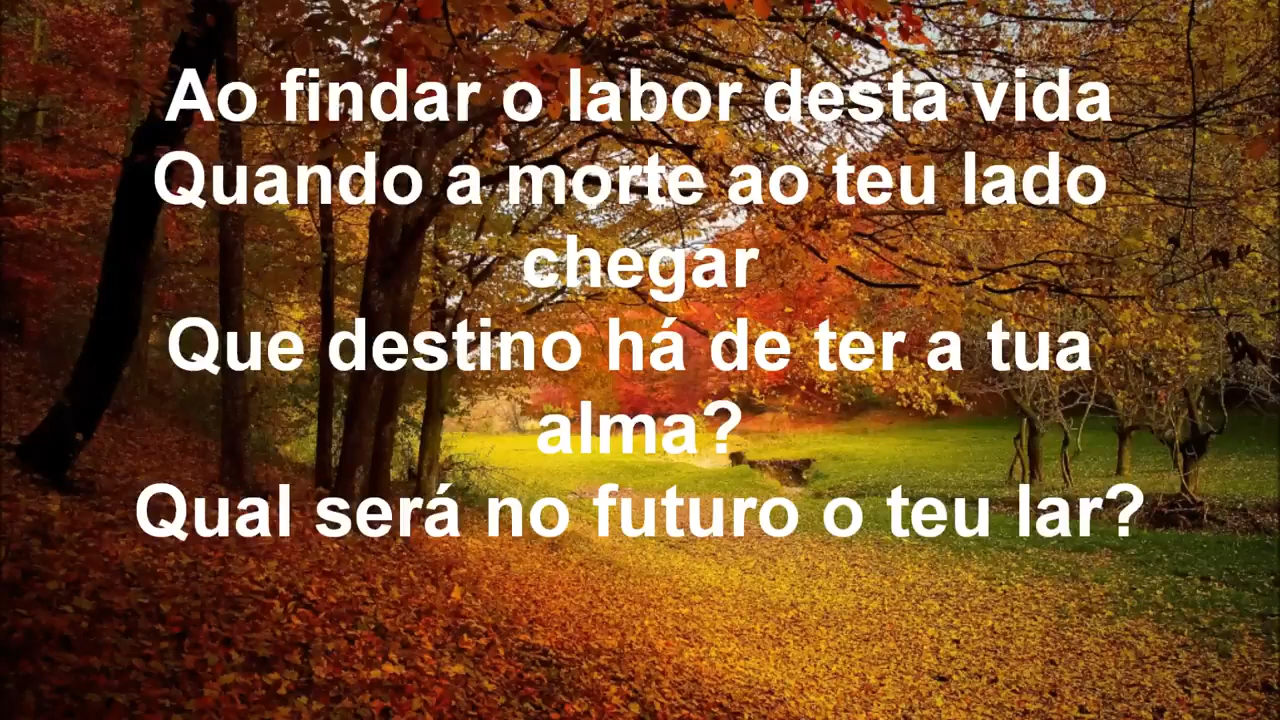 Ao findar o labor desta vida
Quando a morte ao teu lado
chegar
Que destino há de ter a tua
alma?
Qual será no futuro o teu lar?